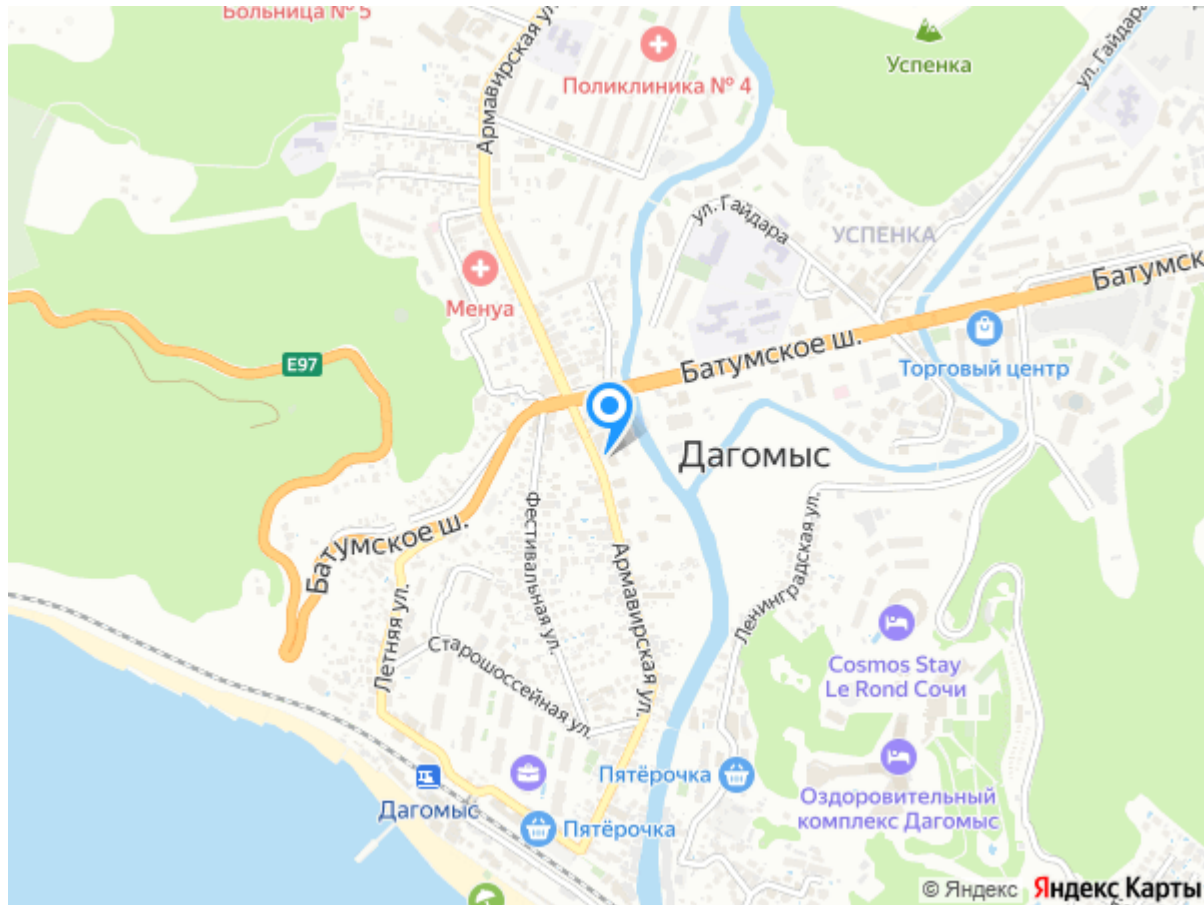 Больница № 5
Армавирская ул.
Поликлиника № 4
Успенка
ул. Гайдара
ул. Гайдара
УСПЕНКА
Менуа
Батумск
E97
Батумское ш.
Торговый центр
Дагомыс
Фестивальная ул.
Батумское ш.
Армавирская ул.
Ленинградская ул.
Летняя ул.
Старошоссейная ул.
Cosmos Stay
Le Rond Сочи
Пятёрочка
Дагомыс
Оздоровительный
комплекс Дагомыс
Пятёрочка
© Яндекс Яндекс Карты